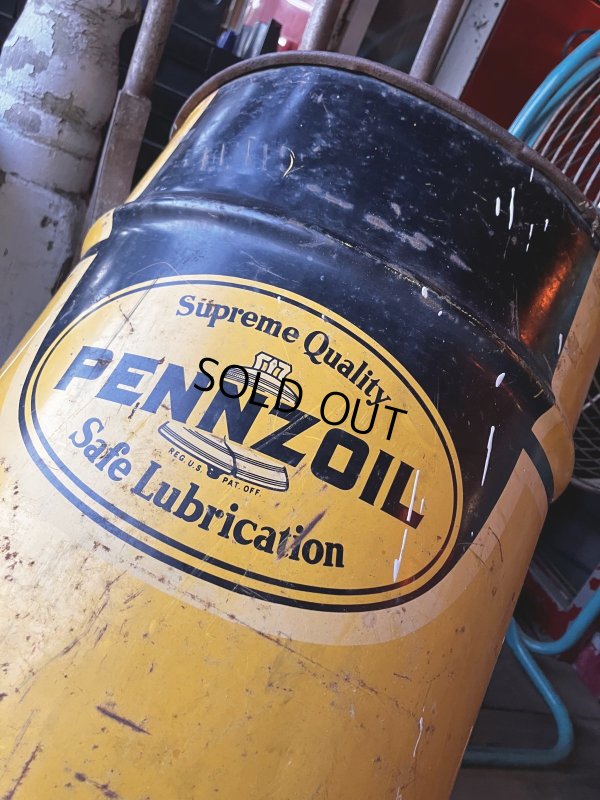 Supreme Quality
PENNZOIL
SOLD OUT
REG. U.S. PAT. OFF.
Safe Lubrication